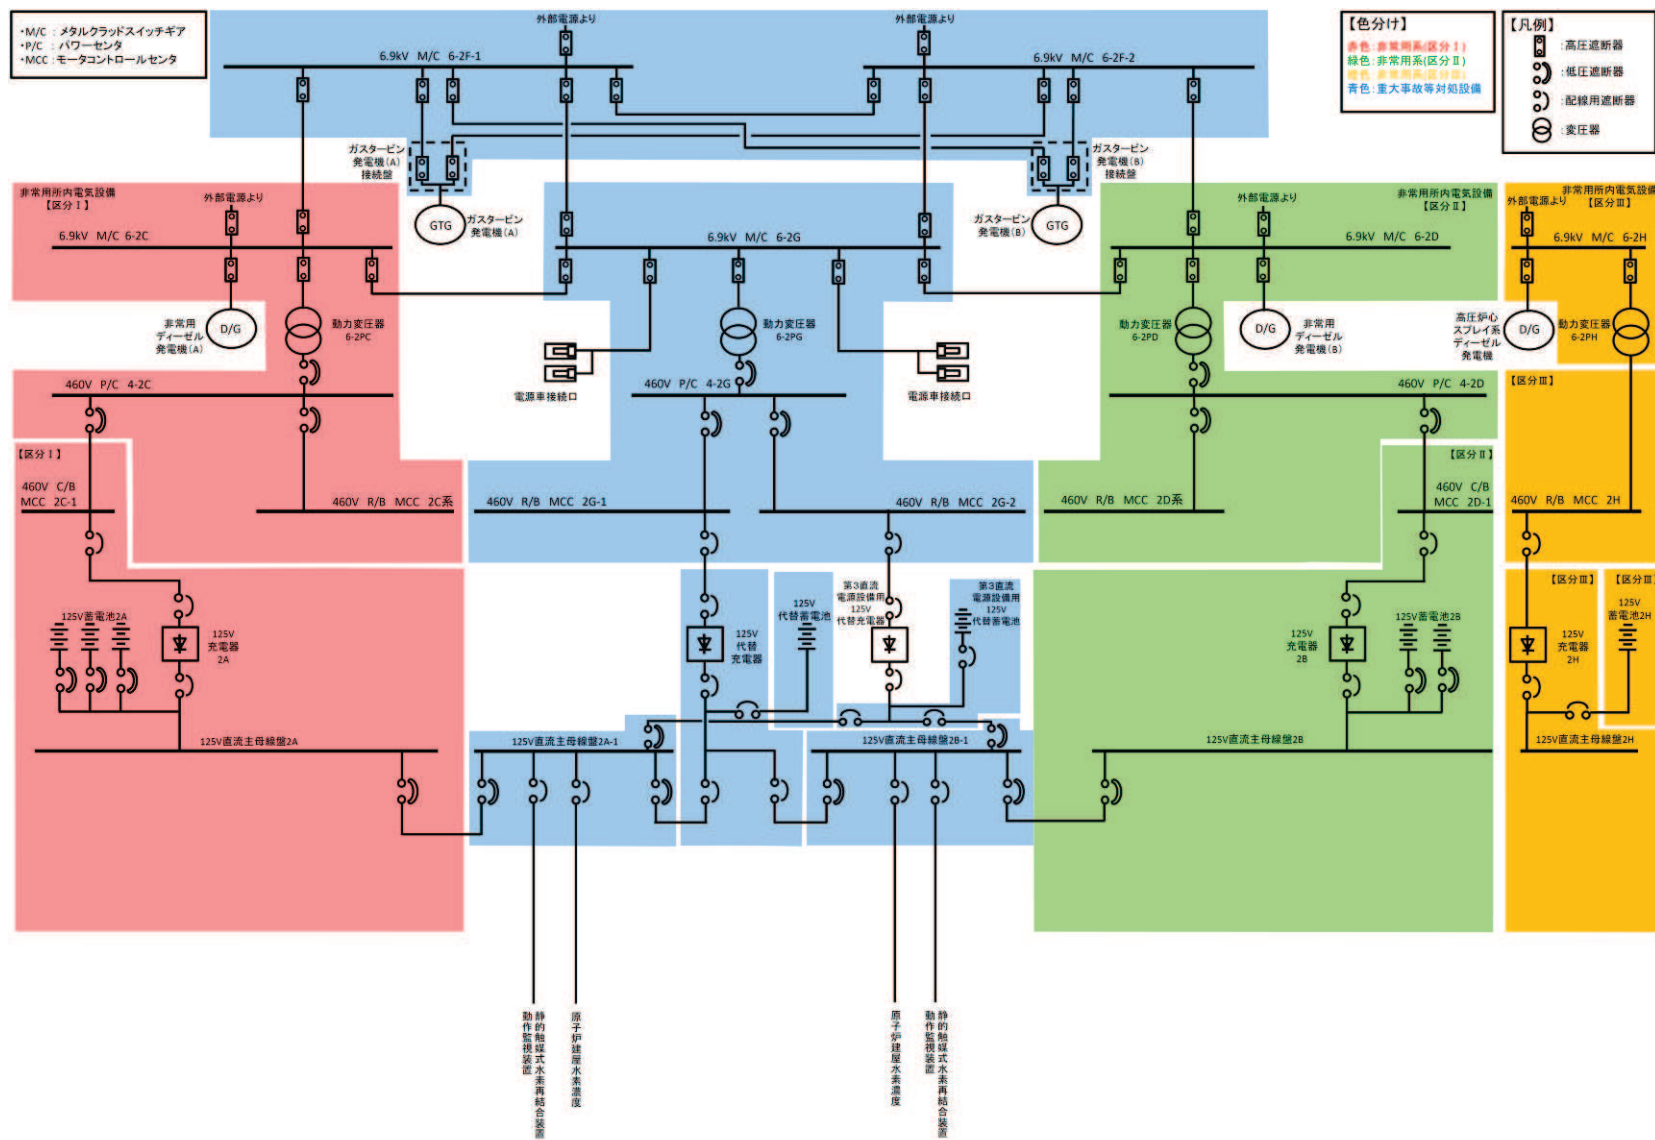 ・M/C : メタルクラッドスイッチギア
・P/C : パワーセンタ
・MCC : モータコントロールセンタ
外部電源より
外部電源より
6.9kV M/C 6-2F-1
6.9kV M/C 6-2F-2
【色分け】
赤色:非常用系(区分Ⅰ)
緑色:非常用系(区分Ⅱ)
橙色:非常用系(区分Ⅲ)
青色:重大事故等対処設備
【凡例】
:高圧遮断器
:低圧遮断器
:配線用遮断器
:変圧器
ガスタービン
発電機(A)
接続盤
ガスタービン
発電機(B)
接続盤
GTG
ガスタービン
発電機(A)
ガスタービン
発電機(B)
GTG
非常用所内電気設備
【区分Ⅰ】
外部電源より
6.9kV M/C 6-2C
6.9kV M/C 6-2G
外部電源より
非常用所内電気設備
【区分Ⅱ】
6.9kV M/C 6-2D
非常用所内電気設備
【区分Ⅲ】
外部電源より
6.9kV M/C 6-2H
非常用
ディーゼル
発電機(A)
D/G
動力変圧器
6-2PC
動力変圧器
6-2PG
動力変圧器
6-2PD
D/G
非常用
ディーゼル
発電機(B)
高圧炉心
スプレイ系
ディーゼル
発電機
D/G
動力変圧器
6-2PH
460V P/C 4-2C
電源車接続口
460V P/C 4-2G
電源車接続口
460V P/C 4-2D
【区分Ⅲ】
【区分Ⅰ】
460V C/B
MCC 2C-1
460V R/B MCC 2C系
460V R/B MCC 2G-1
460V R/B MCC 2G-2
460V R/B MCC 2D系
【区分Ⅱ】
460V C/B
MCC 2D-1
460V R/B MCC 2H
125V蓄電池2A
125V
充電器
2A
125V
代替
充電器
125V
代替蓄電池
第3直流
電源設備用
125V
代替充電器
第3直流
電源設備用
125V
代替蓄電池
125V
充電器
2B
125V蓄電池2B
【区分Ⅲ】
125V
充電器
2H
【区分Ⅲ】
125V
蓄電池2H
125V直流主母線盤2A
125V直流主母線盤2A-1
125V直流主母線盤2B-1
125V直流主母線盤2B
125V直流主母線盤2H
静的触媒式水素再結合装置
動作監視装置
原子炉建屋水素濃度
原子炉建屋水素濃度
静的触媒式水素再結合装置
動作監視装置